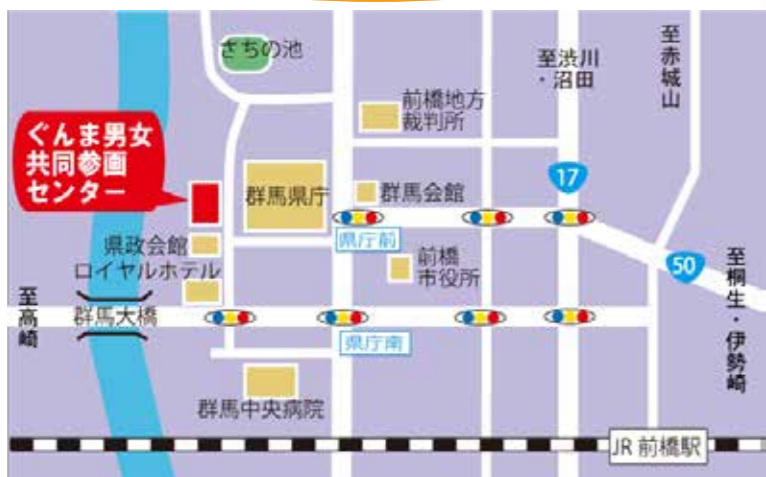 さちの池
至渋川
・沼田
至赤城山
前橋地方
裁判所
ぐんま男女
共同参画
センター
17
群馬県庁
群馬会館
県庁前
県政会館
前橋
市役所
50
ロイヤルホテル
至高崎
群馬大橋
至桐生・伊勢崎
県庁南
群馬中央病院
JR 前橋駅